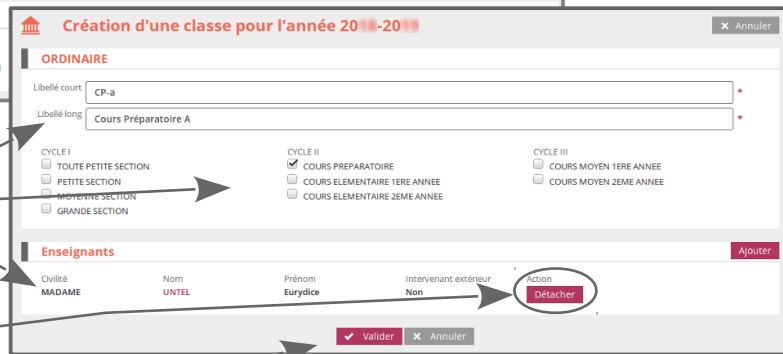 Création d'une classe pour l'année 20 -20
Annuler
ORDINAIRE
Libellé court CP-a *
Libellé long Cours Préparatoire A *
CYCLE I CYCLE II CYCLE III
TOUTE PETITE SECTION COURS PREPARATOIRE COURS MOYEN 1ERE ANNEE
PETITE SECTION COURS ELEMENTAIRE 1ERE ANNEE COURS MOYEN 2EME ANNEE
MOYENNE SECTION COURS ELEMENTAIRE 2EME ANNEE
GRANDE SECTION
Enseignants Ajouter
Civilité Nom Prénom Intervenant extérieur Action
MADAME UNTEL Eurydice Non Détacher
Valider Annuler